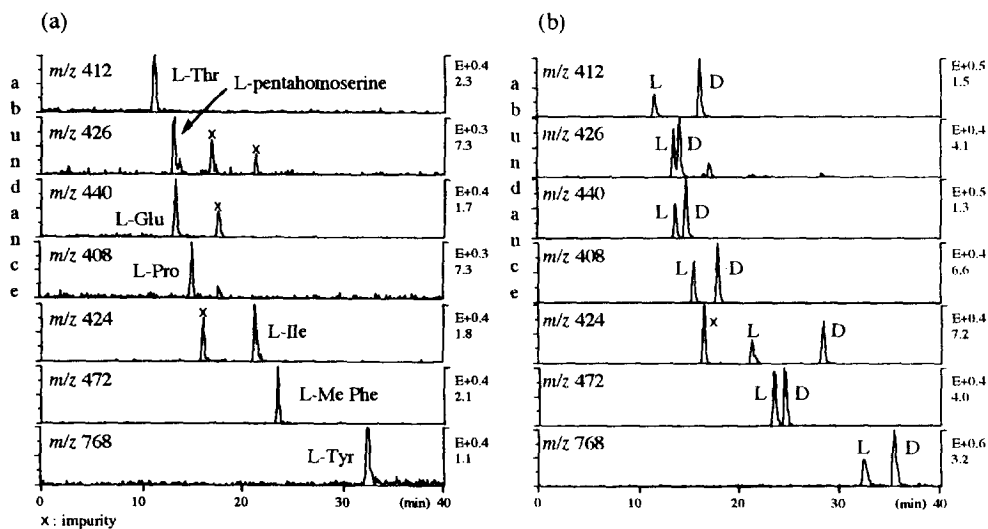 (a)
abundance
m/z 412
L-Thr
L-pentahomoserine
E+0.4
2.3
m/z 426
x
x
E+0.3
7.3
m/z 440
L-Glu
x
E+0.4
1.7
m/z 408
L-Pro
E+0.3
7.3
m/z 424
x
L-Ile
E+0.4
1.8
m/z 472
L-Me Phe
E+0.4
2.1
m/z 768
L-Tyr
E+0.4
1.1
0 10 20 30 (min) 40
x : impurity
(b)
abundance
m/z 412
L D
E+0.5
1.5
m/z 426
L D
E+0.4
4.1
m/z 440
L D
E+0.5
1.3
m/z 408
L D
E+0.4
6.6
m/z 424
x
L D
E+0.4
7.2
m/z 472
L D
E+0.4
4.0
m/z 768
L D
E+0.6
3.2
0 10 20 30 (min) 40